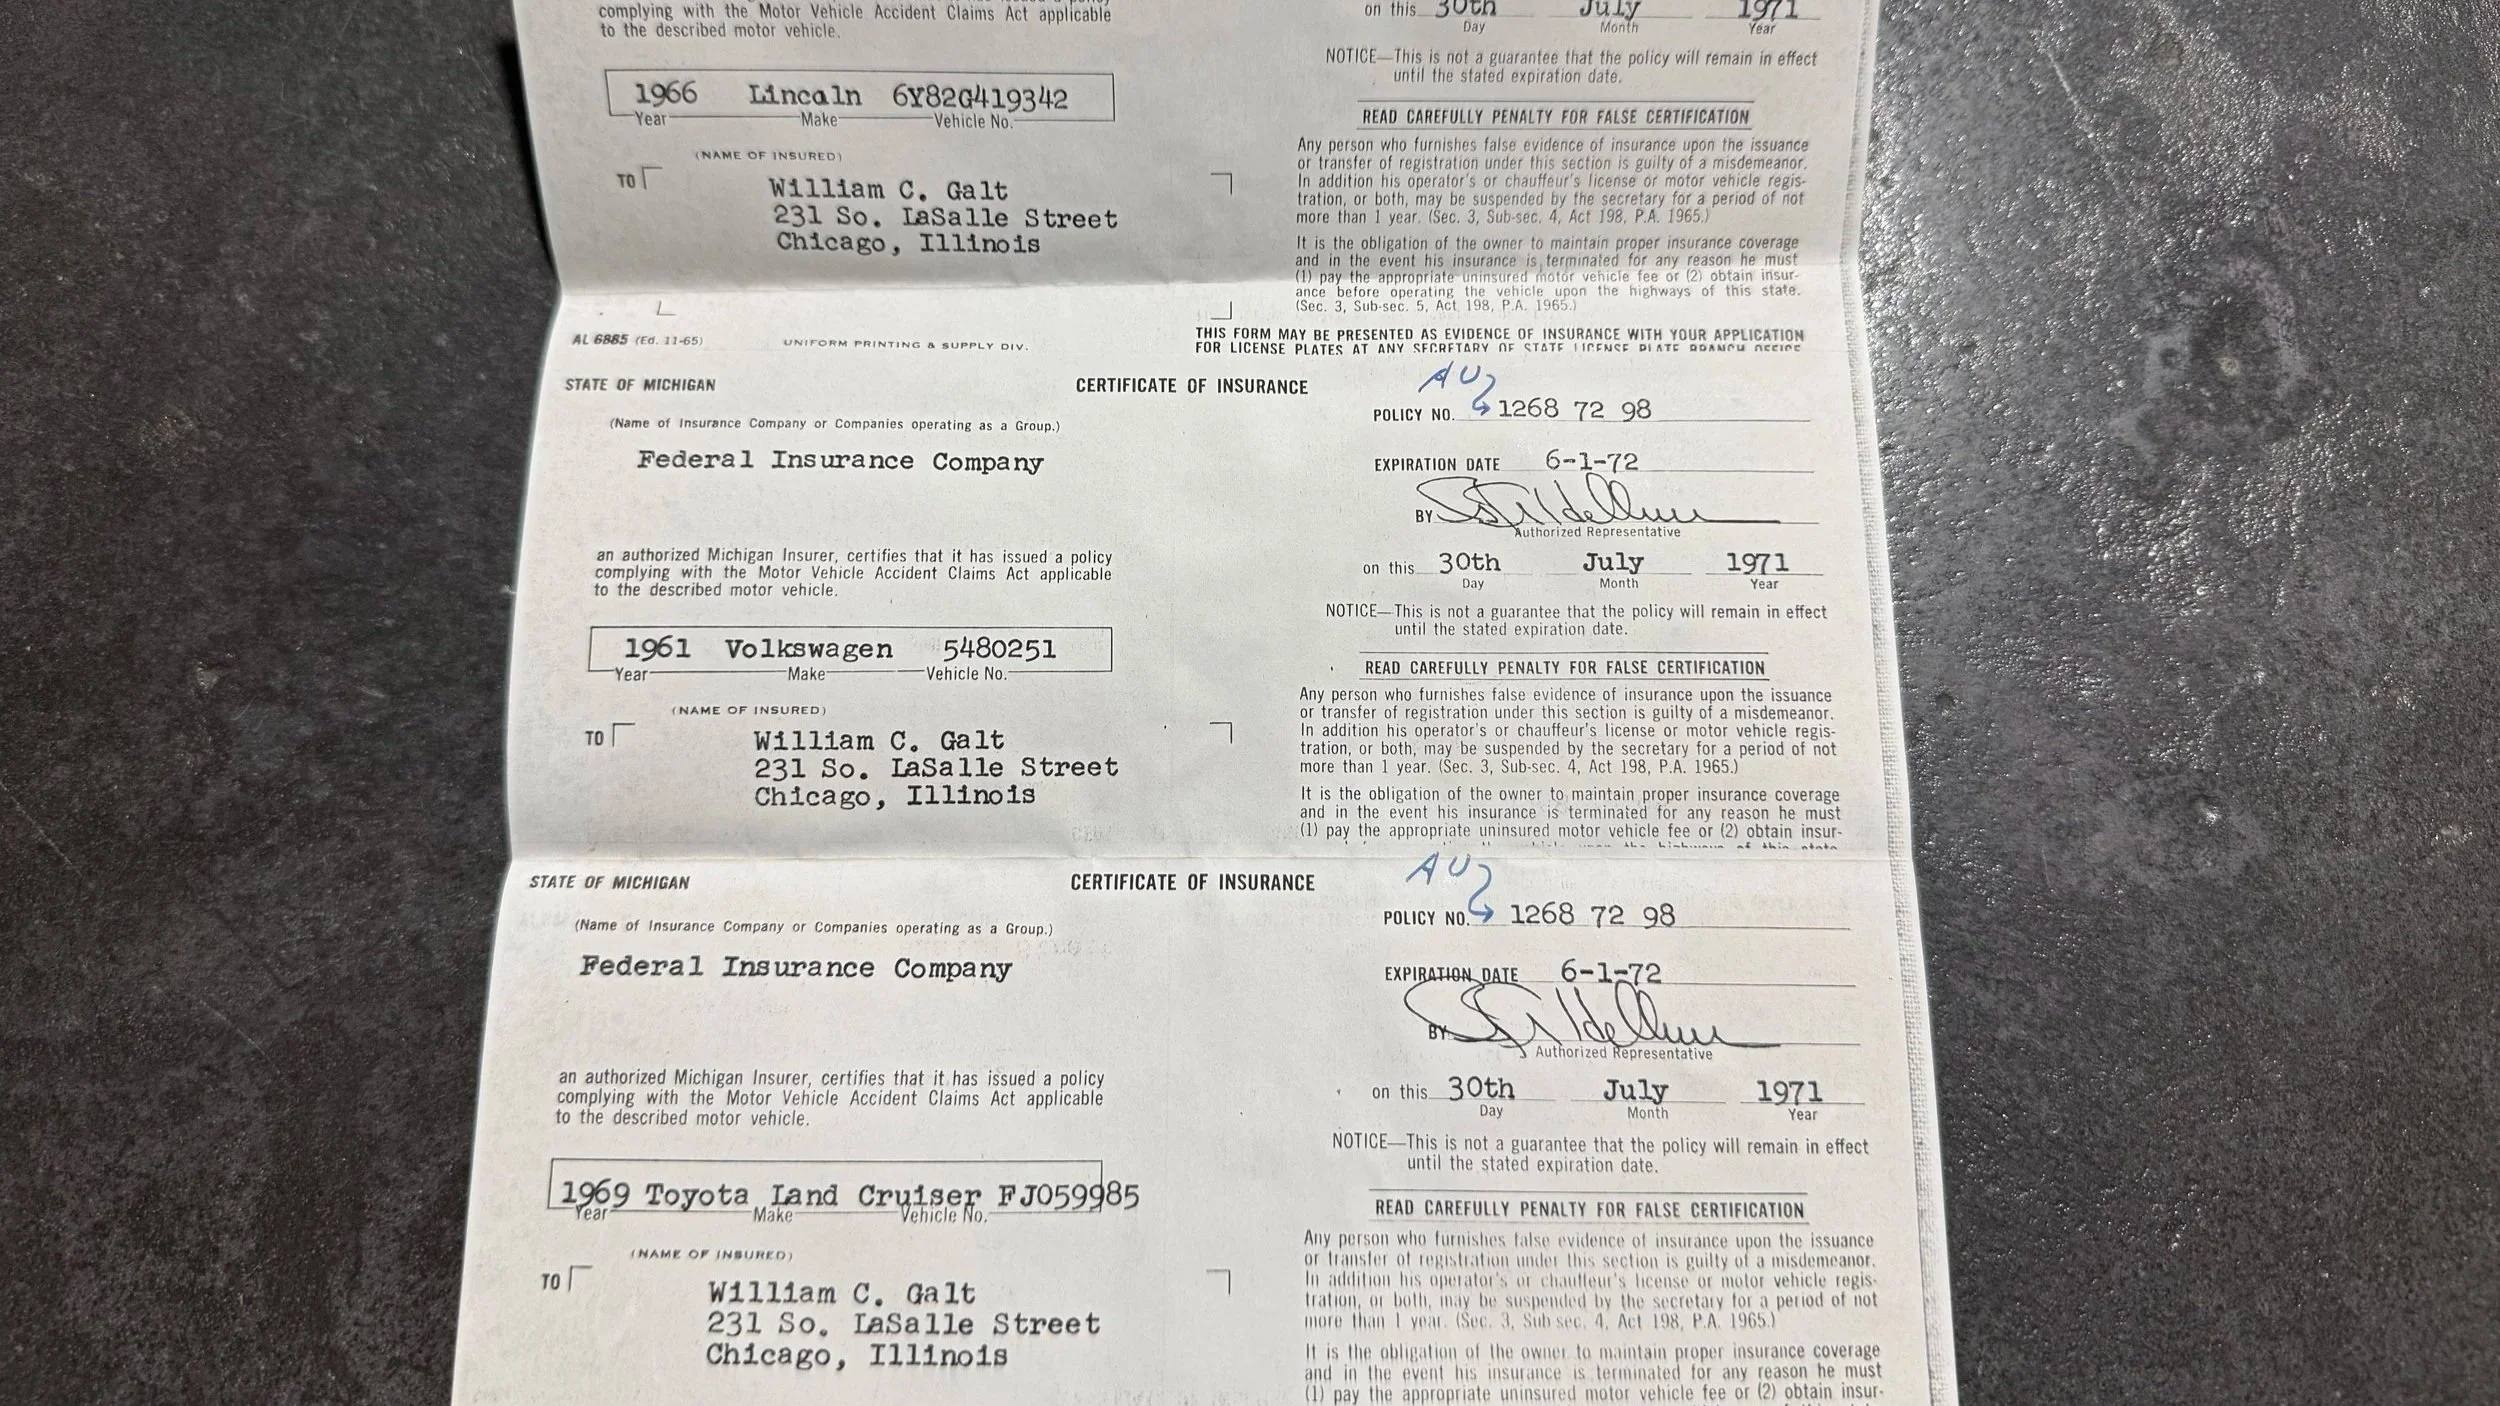 complying with the Motor Vehicle Accident Claims Act applicable
to the described motor vehicle.
1966 Lincaln 6Y82G419342
Year Make Vehicle No.
(NAME OF INSURED)
TO
William C. Galt
231 So. LaSalle Street
Chicago, Illinois
on this 30th July 1971
Day Month Year
NOTICE—This is not a guarantee that the policy will remain in effect
until the stated expiration date.
READ CAREFULLY PENALTY FOR FALSE CERTIFICATION
Any person who furnishes false evidence of insurance upon the issuance
or transfer of registration under this section is guilty of a misdemeanor.
In addition his operator's or chauffeur's license or motor vehicle regis-
tration, or both, may be suspended by the secretary for a period of not
more than 1 year. (Sec. 3, Sub-sec. 4, Act 198, P.A. 1965.)
It is the obligation of the owner to maintain proper insurance coverage
and in the event his insurance is terminated for any reason he must
(1) pay the appropriate uninsured motor vehicle fee or (2) obtain insur-
ance before operating the vehicle upon the highways of this state.
(Sec. 3, Sub-sec. 5, Act 198, P.A. 1965.)
AL 6885 (Ed. 11-65) UNIFORM PRINTING & SUPPLY DIV.
THIS FORM MAY BE PRESENTED AS EVIDENCE OF INSURANCE WITH YOUR APPLICATION
FOR LICENSE PLATES AT ANY SECRETARY OF STATE LICENSE PLATE BRANCH OFFICE
STATE OF MICHIGAN CERTIFICATE OF INSURANCE
(Name of Insurance Company or Companies operating as a Group.)
Federal Insurance Company
an authorized Michigan Insurer, certifies that it has issued a policy
complying with the Motor Vehicle Accident Claims Act applicable
to the described motor vehicle.
1961 Volkswagen 5480251
Year Make Vehicle No.
(NAME OF INSURED)
TO
William C. Galt
231 So. LaSalle Street
Chicago, Illinois
POLICY NO. 1268 72 98
EXPIRATION DATE 6-1-72
BY
Authorized Representative
on this 30th July 1971
Day Month Year
NOTICE—This is not a guarantee that the policy will remain in effect
until the stated expiration date.
READ CAREFULLY PENALTY FOR FALSE CERTIFICATION
Any person who furnishes false evidence of insurance upon the issuance
or transfer of registration under this section is guilty of a misdemeanor.
In addition his operator's or chauffeur's license or motor vehicle regis-
tration, or both, may be suspended by the secretary for a period of not
more than 1 year. (Sec. 3, Sub-sec. 4, Act 198, P.A. 1965.)
It is the obligation of the owner to maintain proper insurance coverage
and in the event his insurance is terminated for any reason he must
(1) pay the appropriate uninsured motor vehicle fee or (2) obtain insur-
STATE OF MICHIGAN CERTIFICATE OF INSURANCE
(Name of Insurance Company or Companies operating as a Group.)
Federal Insurance Company
an authorized Michigan Insurer, certifies that it has issued a policy
complying with the Motor Vehicle Accident Claims Act applicable
to the described motor vehicle.
1969 Toyota Land Cruiser FJ059985
Year Make Vehicle No.
(NAME OF INSURED)
TO
William C. Galt
231 So. LaSalle Street
Chicago, Illinois
POLICY NO. 1268 72 98
EXPIRATION DATE 6-1-72
BY
Authorized Representative
on this 30th July 1971
Day Month Year
NOTICE—This is not a guarantee that the policy will remain in effect
until the stated expiration date.
READ CAREFULLY PENALTY FOR FALSE CERTIFICATION
Any person who furnishes false evidence of insurance upon the issuance
or transfer of registration under this section is guilty of a misdemeanor.
In addition his operator's or chauffeur's license or motor vehicle regis-
tration, or both, may be suspended by the secretary for a period of not
more than 1 year. (Sec. 3, Sub-sec. 4, Act 198, P.A. 1965.)
It is the obligation of the owner to maintain proper insurance coverage
and in the event his insurance is terminated for any reason he must
(1) pay the appropriate uninsured motor vehicle fee or (2) obtain insur-